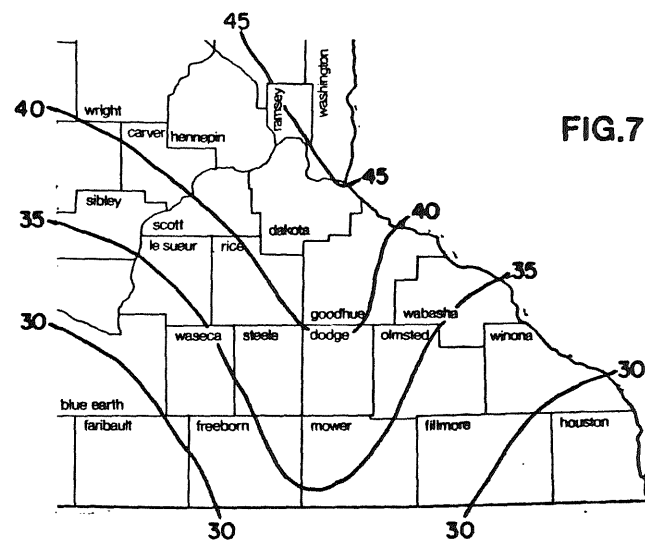 45
washington
ramsey
40
wright
carver
hennepin
FIG.7
45
sibley
40
35
scott
dakota
le sueur
rice
35
30
goodhue
wabasha
waseca
steele
dodge
olmsted
winona
30
blue earth
faribault
freeborn
mower
fillmore
houston
30
30